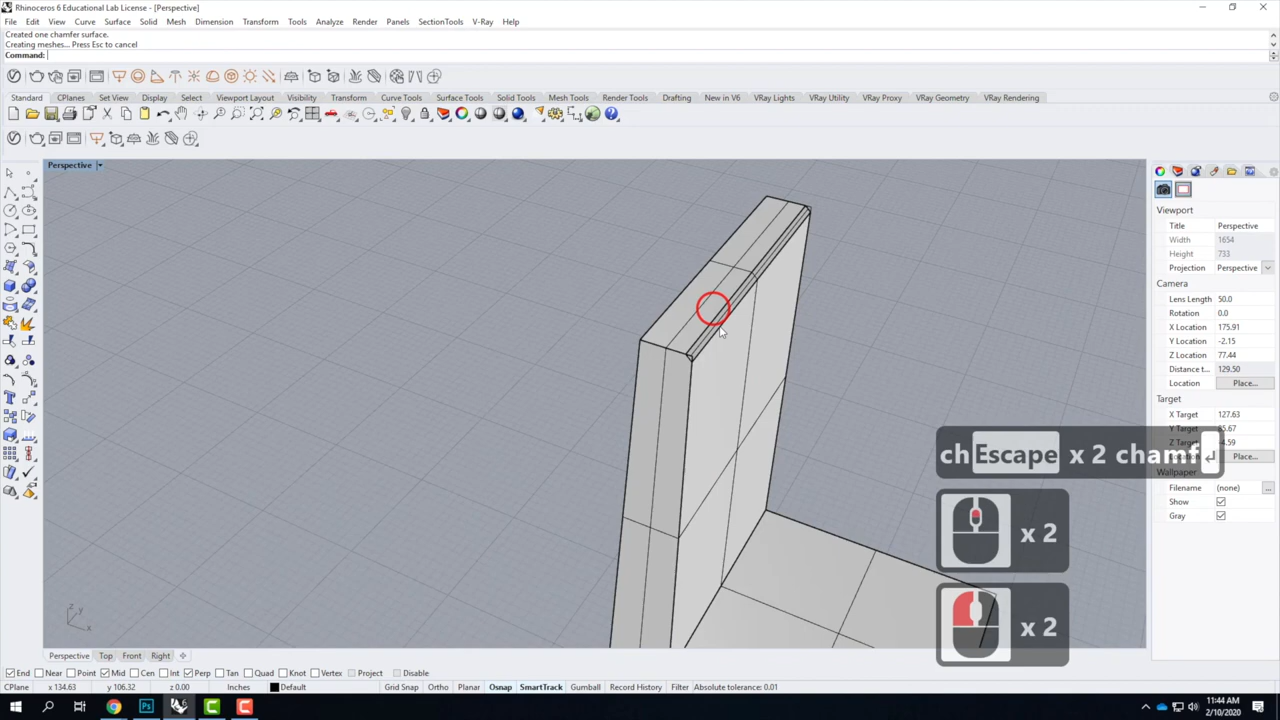 Rhinoceros 6 Educational Lab License - [Perspective]
File Edit View Curve Surface Solid Mesh Dimension Transform Tools Analyze Render Panels SectionTools V-Ray Help
Created one chamfer surface.
Creating meshes... Press Esc to cancel
Command:
Standard CPlanes Set View Display Select Viewport Layout Visibility Transform Curve Tools Surface Tools Solid Tools Mesh Tools Render Tools Drafting New in V6 VRay Lights VRay Utility VRay Proxy VRay Geometry VRay Rendering
Perspective
Viewport
Title Perspective
Width 1654
Height 733
Projection Perspective
Camera
Lens Length 50.0
Rotation 0.0
X Location 175.91
Y Location -2.15
Z Location 77.44
Distance t... 129.50
Location Place...
Target
X Target 127.63
Y Target
Place...
Wallpaper
Filename (none) ...
Show
Gray
chEscape x 2 chamf
x 2
x 2
z y x
Perspective Top Front Right
End Near Point Mid Cen Int Perp Tan Quad Knot Vertex Project Disable
CPlane x 134.63 y 106.32 z 0.00 Inches Default Grid Snap Ortho Planar Osnap SmartTrack Gumball Record History Filter Absolute tolerance: 0.01
Ps
11:44 AM
2/10/2020